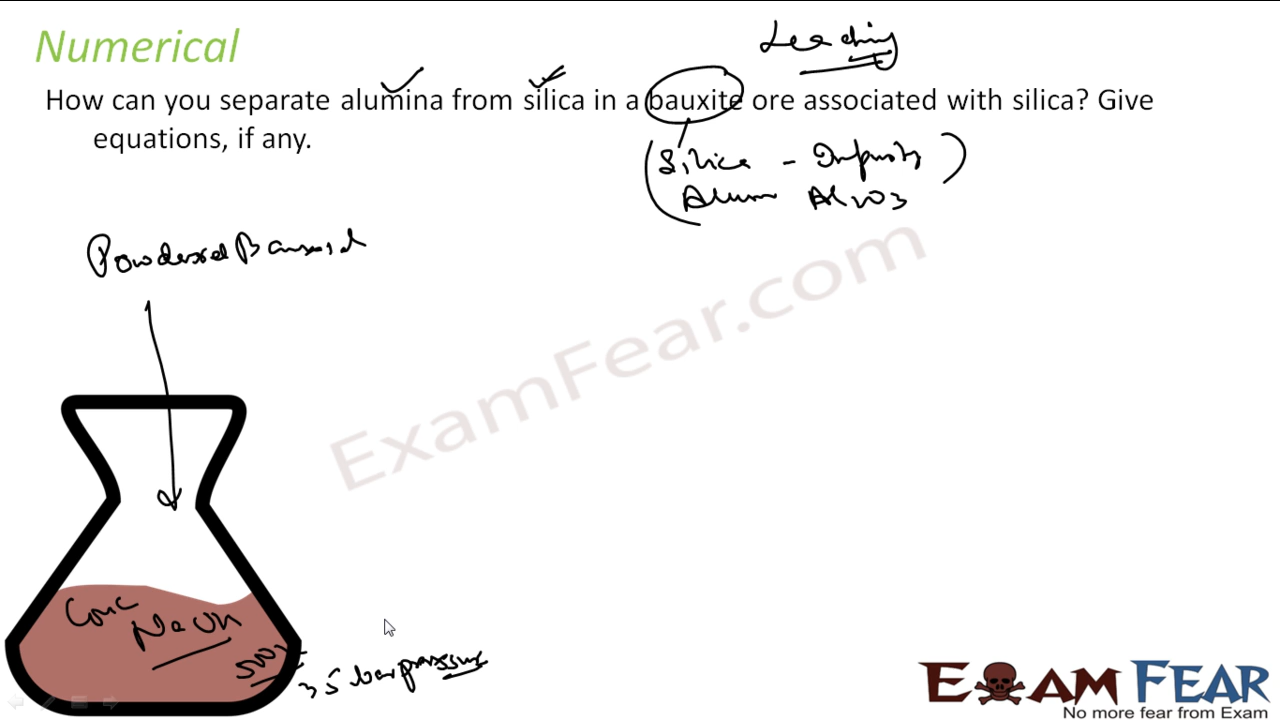 Numerical
Leaching
How can you separate alumina from silica in a bauxite ore associated with silica? Give
equations, if any.
Silica - Impurity
Alum Al2O3
Powdered
ExamFear.com
Conc
NaOH
35 bar pressure
EXAM FEAR
No more fear from Exam